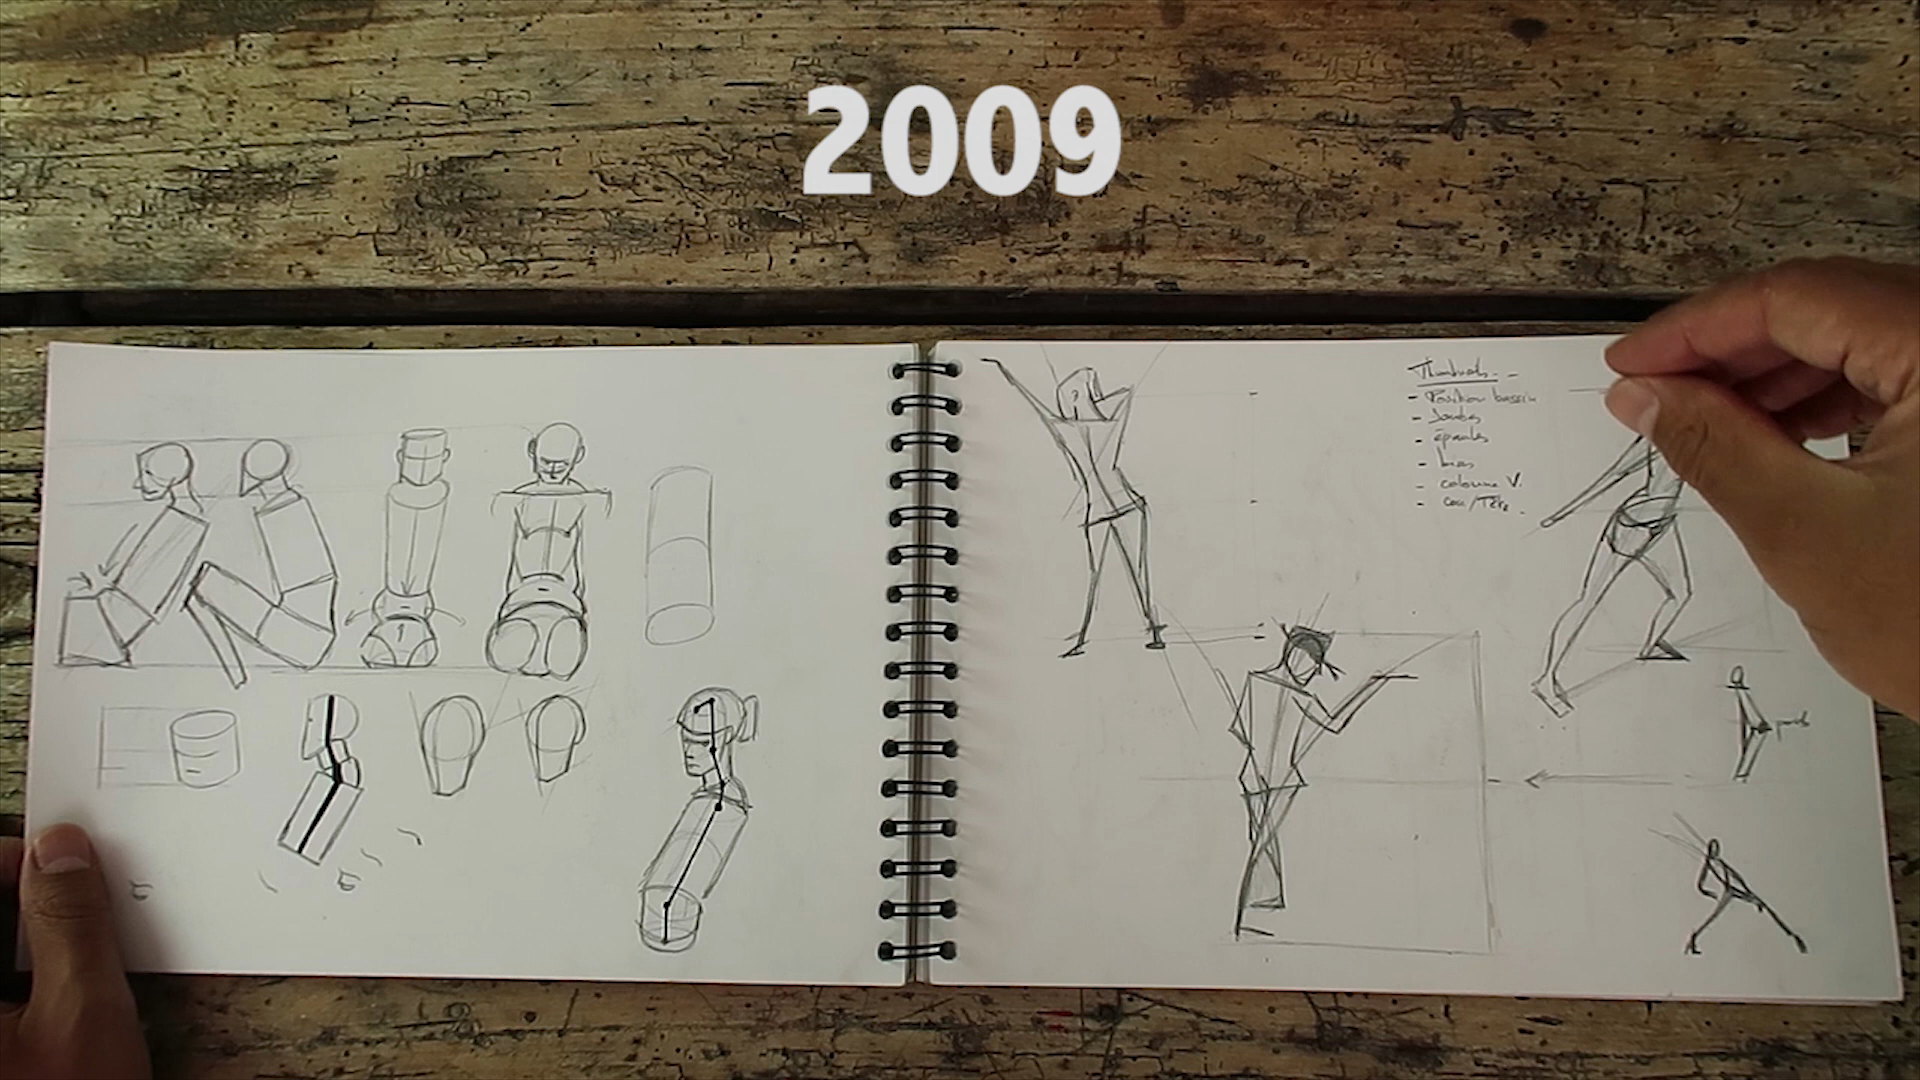 2009
Thumbnails
- Position bassin
- Jambes
- épaules
- bras
- colonne V.
- cou/Tête